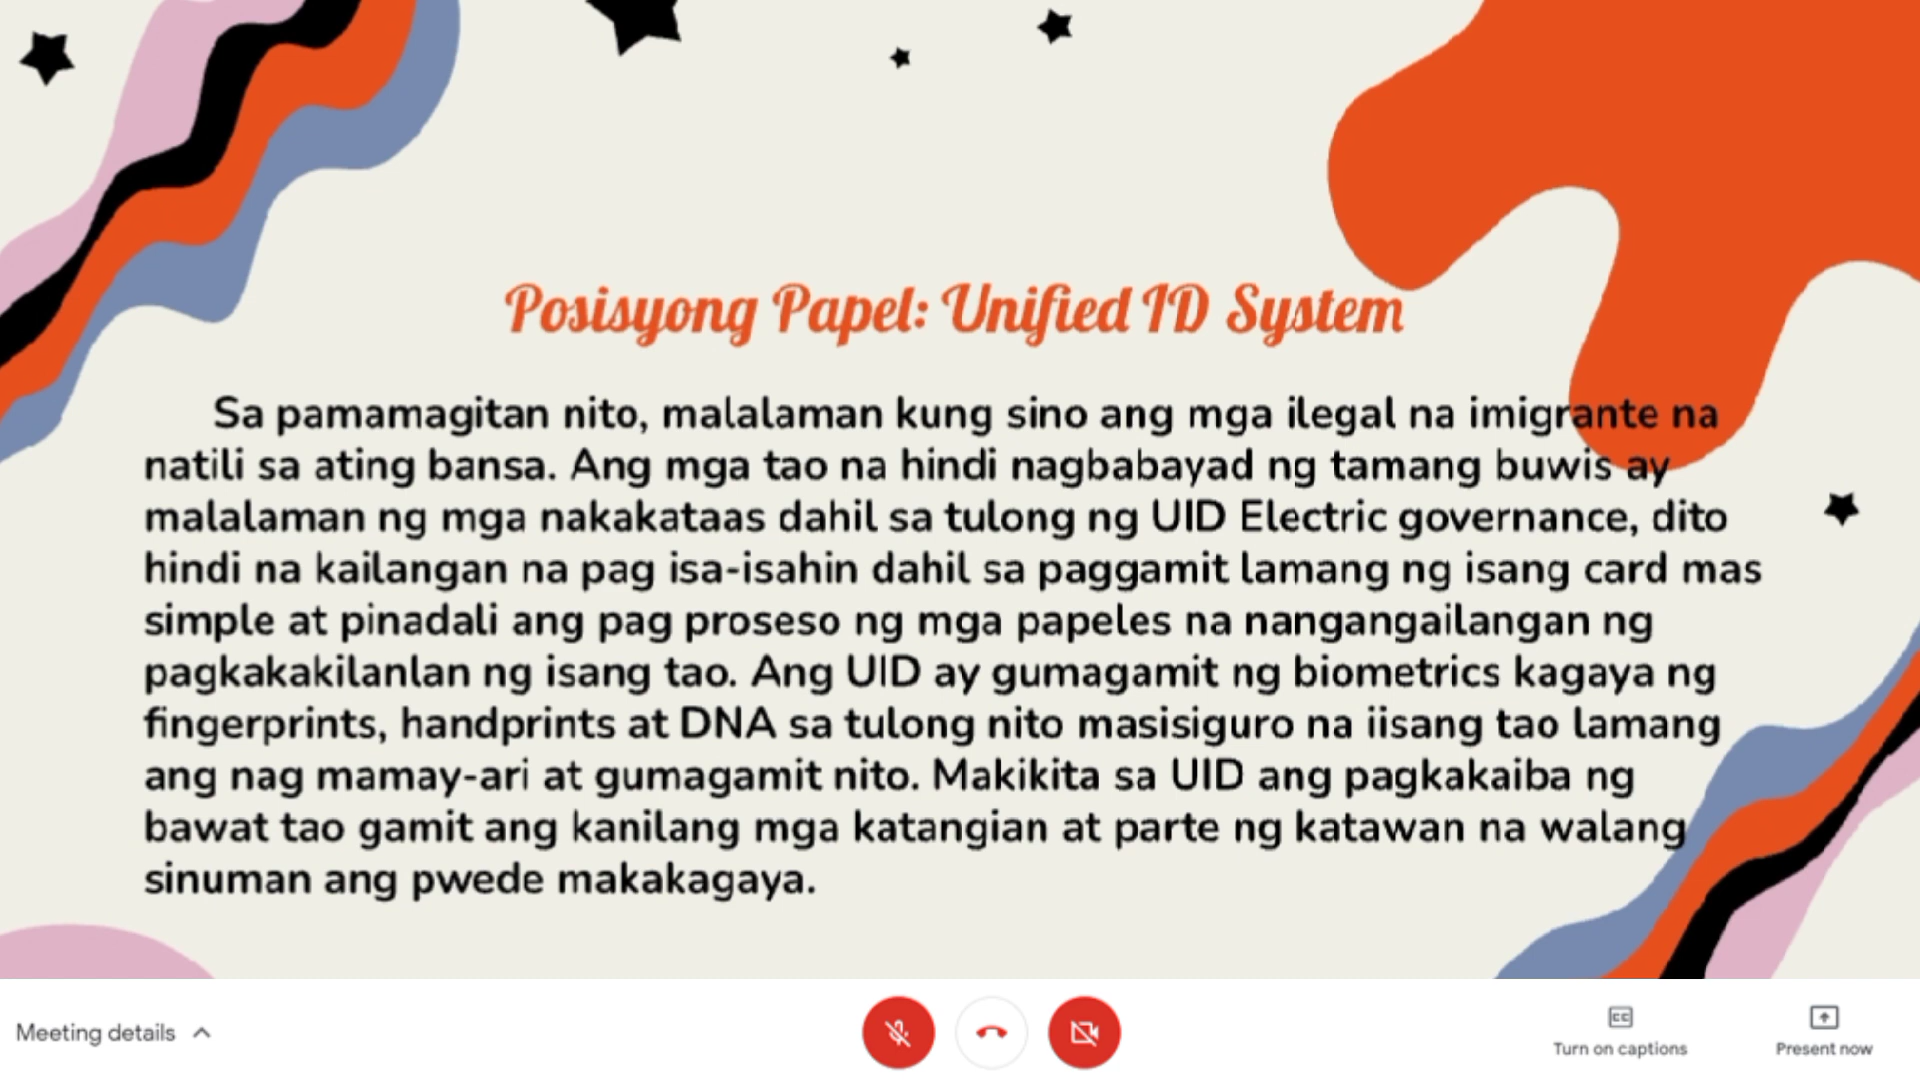 Posisyong Papel: Unified ID System
Sa pamamagitan nito, malalaman kung sino ang mga ilegal na imigrante na
natili sa ating bansa. Ang mga tao na hindi nagbabayad ng tamang buwis ay
malalaman ng mga nakakataas dahil sa tulong ng UID Electric governance, dito
hindi na kailangan na pag isa-isahin dahil sa paggamit lamang ng isang card mas
simple at pinadali ang pag proseso ng mga papeles na nangangailangan ng
pagkakakilanlan ng isang tao. Ang UID ay gumagamit ng biometrics kagaya ng
fingerprints, handprints at DNA sa tulong nito masisiguro na iisang tao lamang
ang nag mamay-ari at gumagamit nito. Makikita sa UID ang pagkakaiba ng
bawat tao gamit ang kanilang mga katangian at parte ng katawan na walang
sinuman ang pwede makakagaya.
Meeting details
CC
Turn on captions
Present now